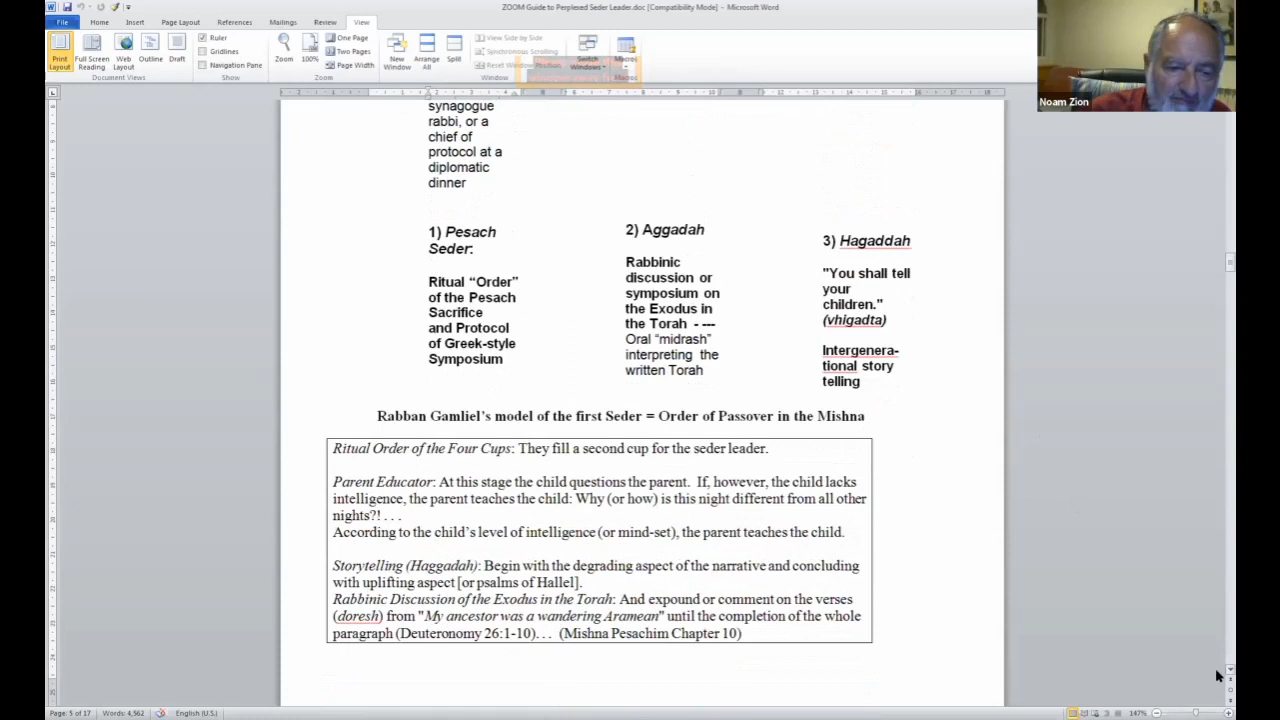 ZOOM Guide to Perplexed Seder Leader.doc [Compatibility Mode] - Microsoft Word
File Home Insert Page Layout References Mailings Review View
Print Layout
Full Screen Reading
Web Layout
Outline
Draft
Document Views
Ruler
Gridlines
Navigation Pane
Show
Zoom
100%
One Page
Two Pages
Page Width
Zoom
New Window
Arrange All
Split
View Side by Side
Synchronous Scrolling
Reset Window Position
Window
Switch Windows
Macros
Macros
Noam Zion
synagogue
rabbi, or a
chief of
protocol at a
diplomatic
dinner
1) Pesach
Seder:
Ritual “Order”
of the Pesach
Sacrifice
and Protocol
of Greek-style
Symposium
2) Aggadah
Rabbinic
discussion or
symposium on
the Exodus in
the Torah - ---
Oral “midrash”
interpreting the
written Torah
3) Hagaddah
"You shall tell
your
children."
(vhigadta)
Intergenera-
tional story
telling
Rabban Gamliel’s model of the first Seder = Order of Passover in the Mishna
Ritual Order of the Four Cups: They fill a second cup for the seder leader.
Parent Educator: At this stage the child questions the parent. If, however, the child lacks
intelligence, the parent teaches the child: Why (or how) is this night different from all other
nights?! . . .
According to the child’s level of intelligence (or mind-set), the parent teaches the child.
Storytelling (Haggadah): Begin with the degrading aspect of the narrative and concluding
with uplifting aspect [or psalms of Hallel].
Rabbinic Discussion of the Exodus in the Torah: And expound or comment on the verses
(doresh) from "My ancestor was a wandering Aramean" until the completion of the whole
paragraph (Deuteronomy 26:1-10). . . (Mishna Pesachim Chapter 10)
Page: 5 of 17 Words: 4,562 English (U.S.) 147%